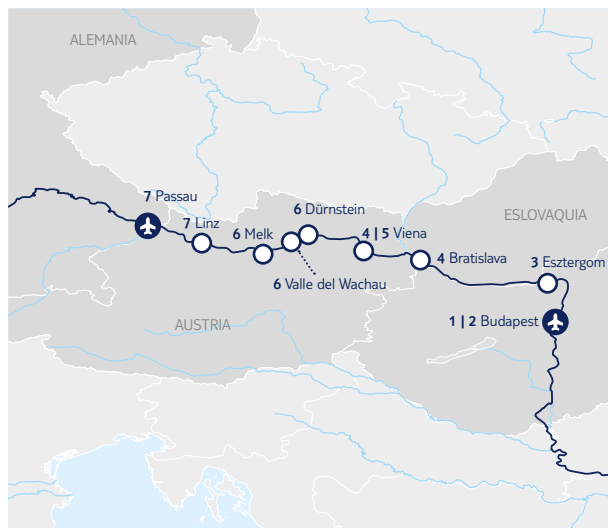 ALEMANIA
7 Passau
7 Linz
6 Melk
6 Dürnstein
4 | 5 Viena
ESLOVAQUIA
4 Bratislava
3 Esztergom
6 Valle del Wachau
AUSTRIA
1 | 2 Budapest